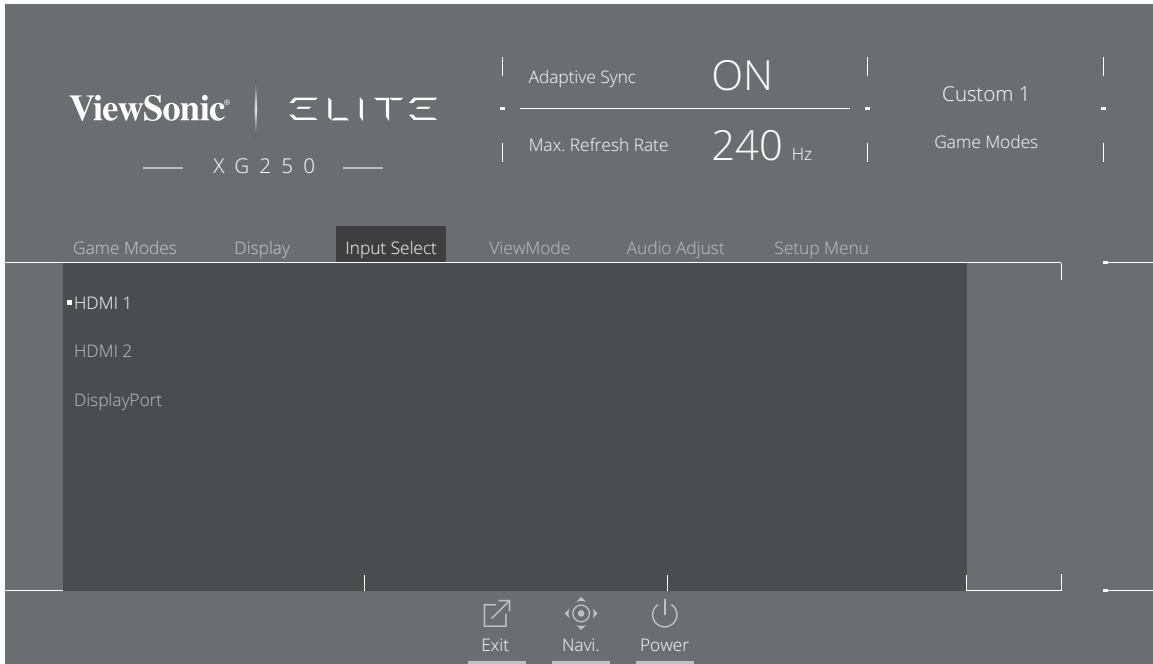 ViewSonic® ELITE
XG250
Adaptive Sync ON
Max. Refresh Rate 240 Hz
Custom 1
Game Modes
Game Modes Display Input Select ViewMode Audio Adjust Setup Menu
HDMI 1
HDMI 2
DisplayPort
Exit Navi. Power